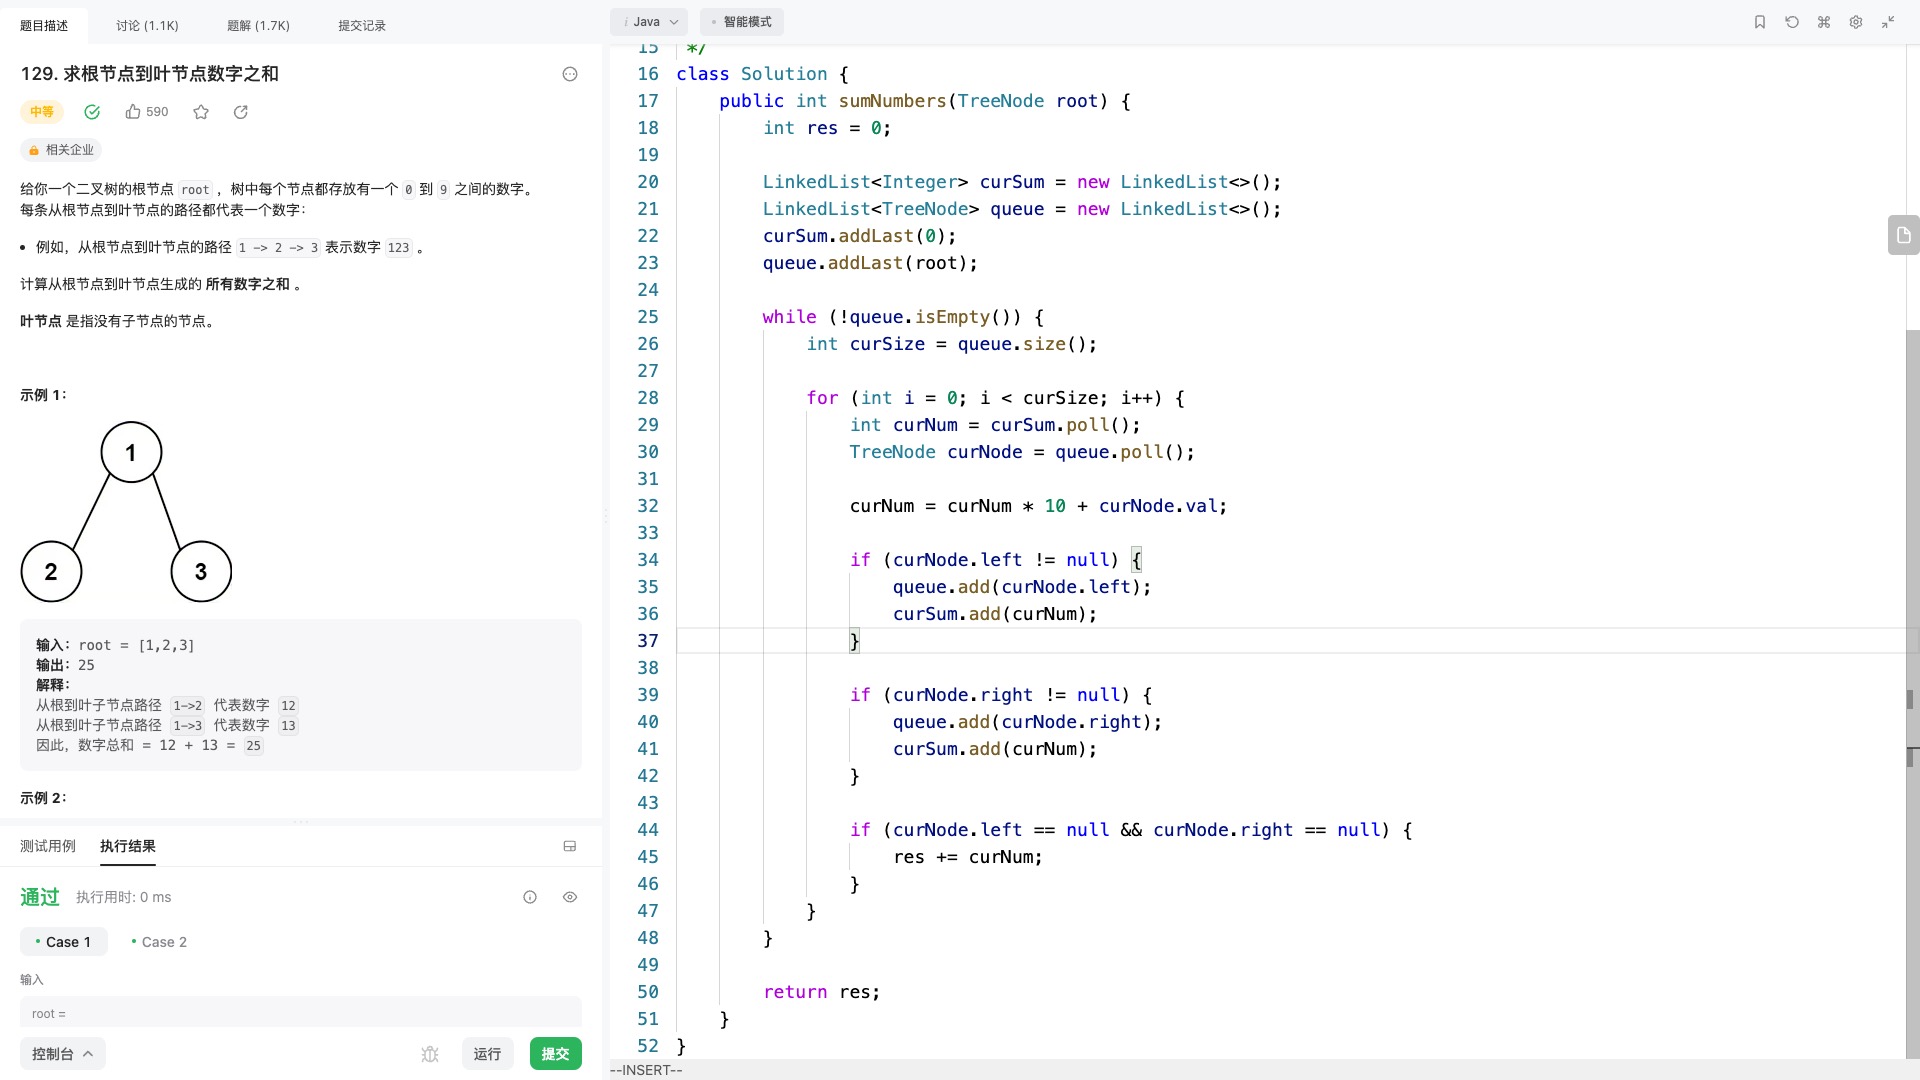 题目描述
讨论 (1.1K)
题解 (1.7K)
提交记录
129. 求根节点到叶节点数字之和
中等
590
相关企业
给你一个二叉树的根节点 root ，树中每个节点都存放有一个 0 到 9 之间的数字。
每条从根节点到叶节点的路径都代表一个数字：
• 例如，从根节点到叶节点的路径 1 -> 2 -> 3 表示数字 123 。
计算从根节点到叶节点生成的 所有数字之和 。
叶节点 是指没有子节点的节点。
示例 1：
1
2
3
输入：root = [1,2,3]
输出：25
解释：
从根到叶子节点路径 1->2 代表数字 12
从根到叶子节点路径 1->3 代表数字 13
因此，数字总和 = 12 + 13 = 25
示例 2：
测试用例
执行结果
通过 执行用时: 0 ms
• Case 1
• Case 2
输入
root =
控制台
运行
提交
i Java
• 智能模式
15 */
16 class Solution {
17 public int sumNumbers(TreeNode root) {
18 int res = 0;
19
20 LinkedList<Integer> curSum = new LinkedList<>();
21 LinkedList<TreeNode> queue = new LinkedList<>();
22 curSum.addLast(0);
23 queue.addLast(root);
24
25 while (!queue.isEmpty()) {
26 int curSize = queue.size();
27
28 for (int i = 0; i < curSize; i++) {
29 int curNum = curSum.poll();
30 TreeNode curNode = queue.poll();
31
32 curNum = curNum * 10 + curNode.val;
33
34 if (curNode.left != null) {
35 queue.add(curNode.left);
36 curSum.add(curNum);
37 }
38
39 if (curNode.right != null) {
40 queue.add(curNode.right);
41 curSum.add(curNum);
42 }
43
44 if (curNode.left == null && curNode.right == null) {
45 res += curNum;
46 }
47 }
48 }
49
50 return res;
51 }
52 }
--INSERT--